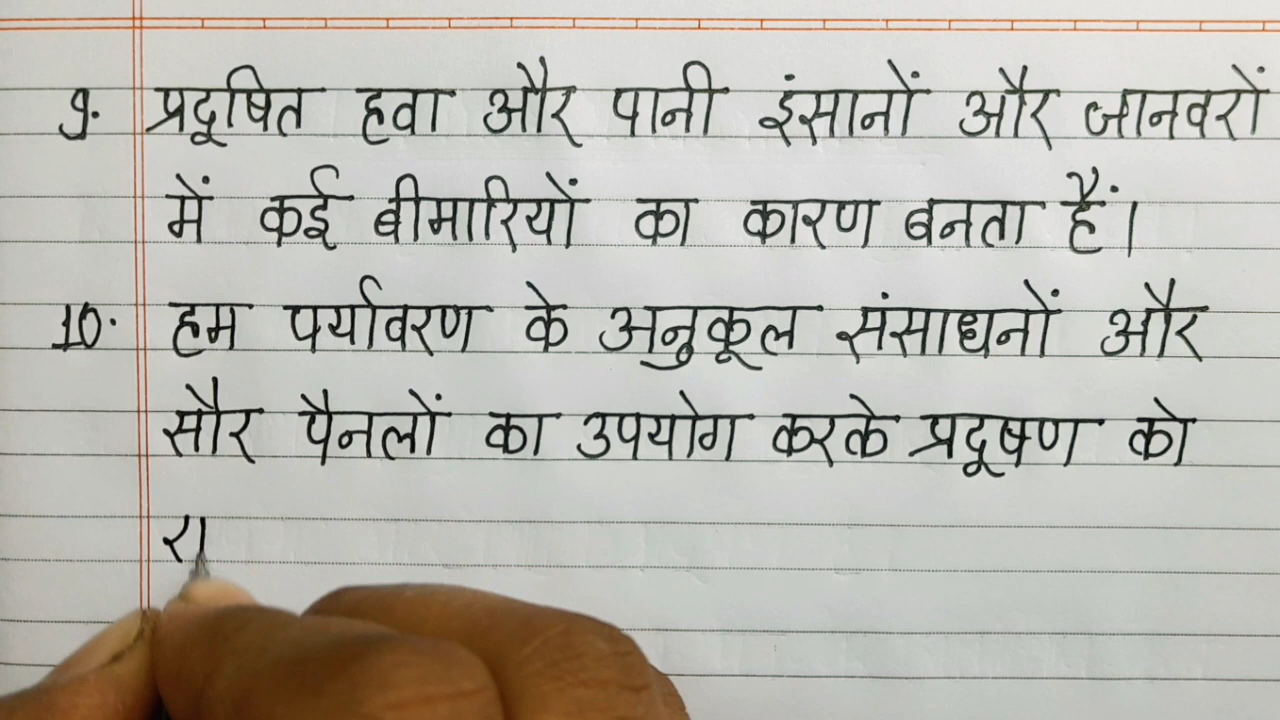 9. प्रदूषित हवा और पानी इंसानों और जानवरों
में कई बीमारियों का कारण बनता हैं।
10. हम पर्यावरण के अनुकूल संसाधनों और
सौर पैनलों का उपयोग करके प्रदूषण को